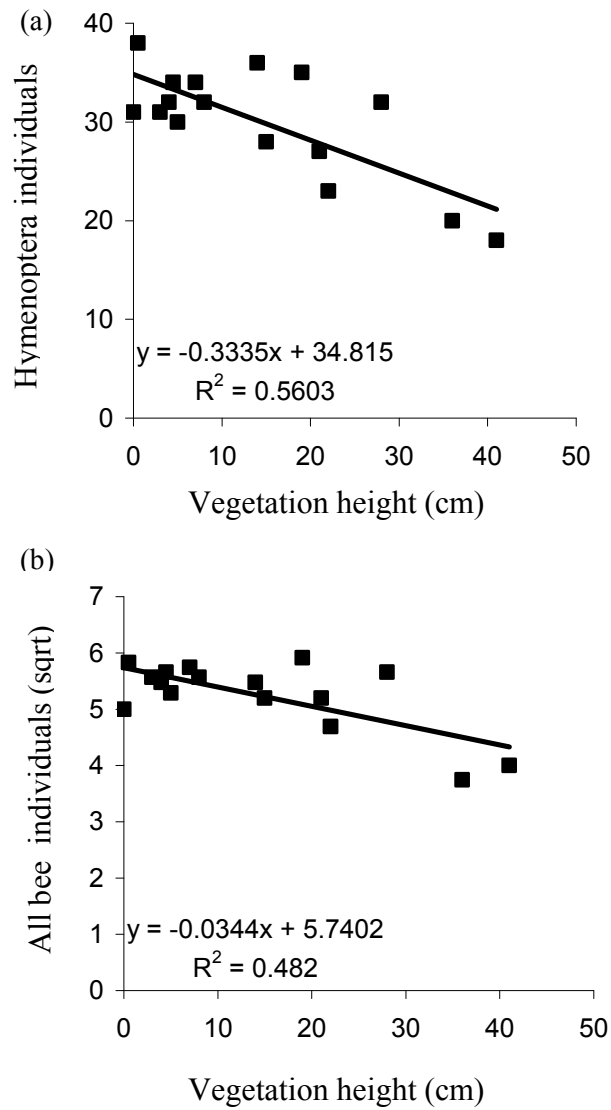 (a)
Hymenoptera individuals
40
30
20
10
0
y = -0.3335x + 34.815
R² = 0.5603
0 10 20 30 40 50
Vegetation height (cm)
(b)
All bee individuals (sqrt)
7
6
5
4
3
2
1
0
y = -0.0344x + 5.7402
R² = 0.482
0 10 20 30 40 50
Vegetation height (cm)